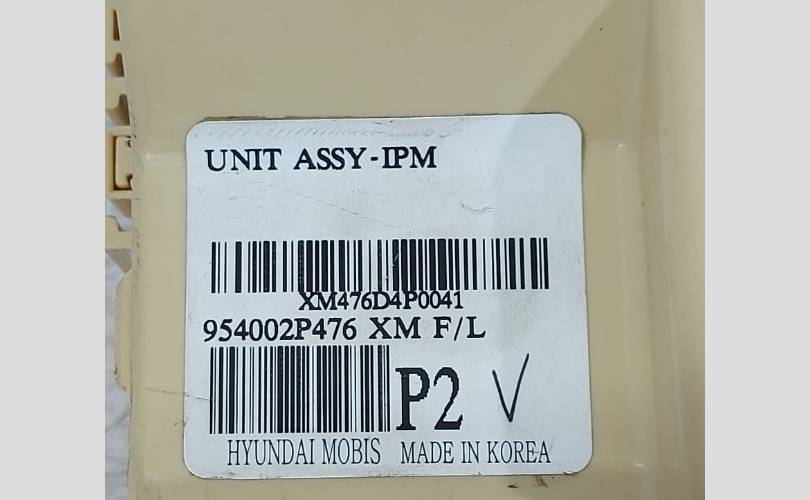 UNIT ASSY-IPM
XM476D4P0041
954002P476 XM F/L
P2 V
HYUNDAI MOBIS MADE IN KOREA